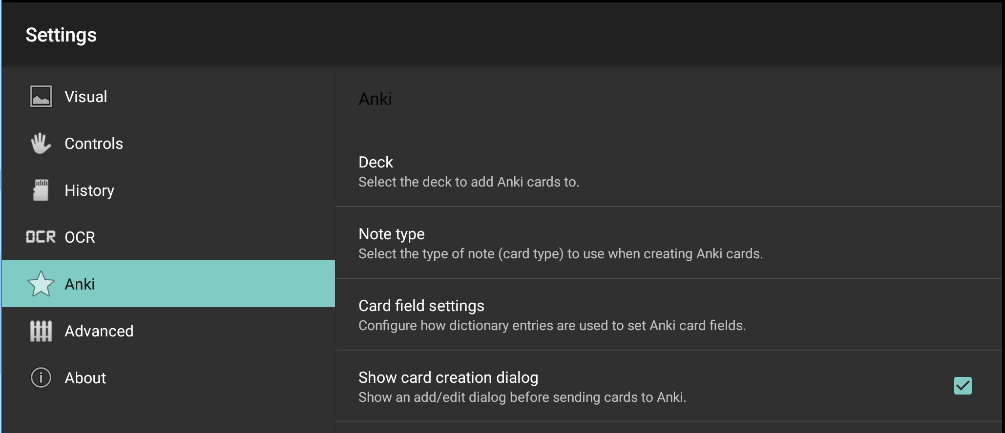 Settings
Visual
Controls
History
OCR OCR
Anki
Advanced
About
Anki
Deck
Select the deck to add Anki cards to.
Note type
Select the type of note (card type) to use when creating Anki cards.
Card field settings
Configure how dictionary entries are used to set Anki card fields.
Show card creation dialog
Show an add/edit dialog before sending cards to Anki.